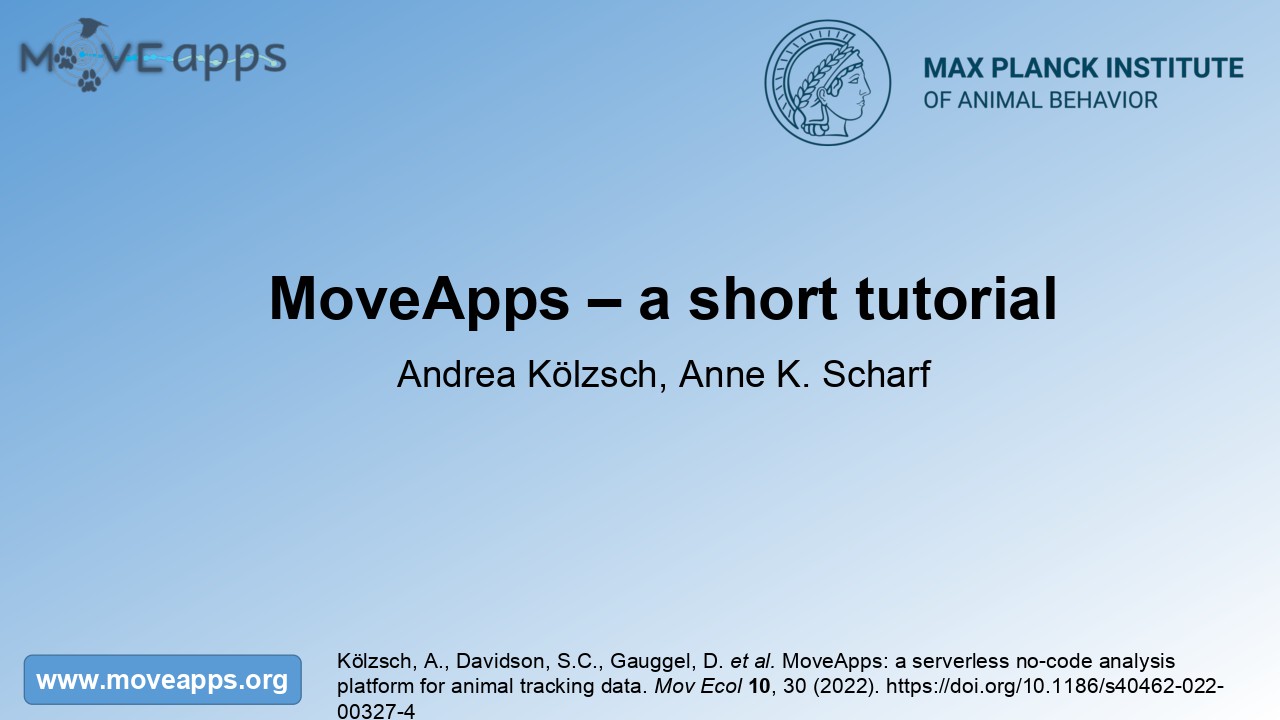 MOVE apps
MAX PLANCK INSTITUTE
OF ANIMAL BEHAVIOR
MoveApps – a short tutorial
Andrea Kölzsch, Anne K. Scharf
www.moveapps.org
Kölzsch, A., Davidson, S.C., Gauggel, D. et al. MoveApps: a serverless no-code analysis
platform for animal tracking data. Mov Ecol 10, 30 (2022). https://doi.org/10.1186/s40462-022-
00327-4